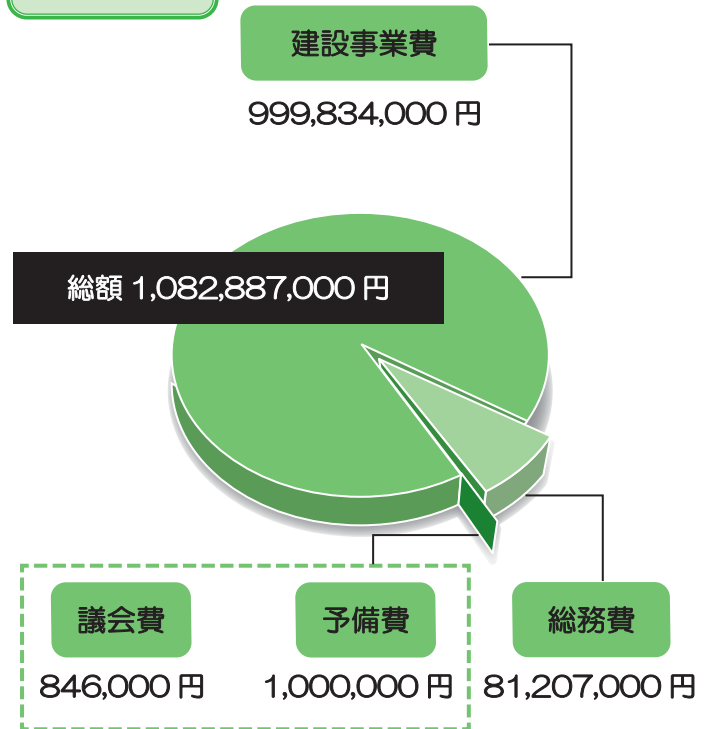 建設事業費
999,834,000 円
総額 1,082,887,000 円
議会費
846,000 円
予備費
1,000,000 円
総務費
81,207,000 円